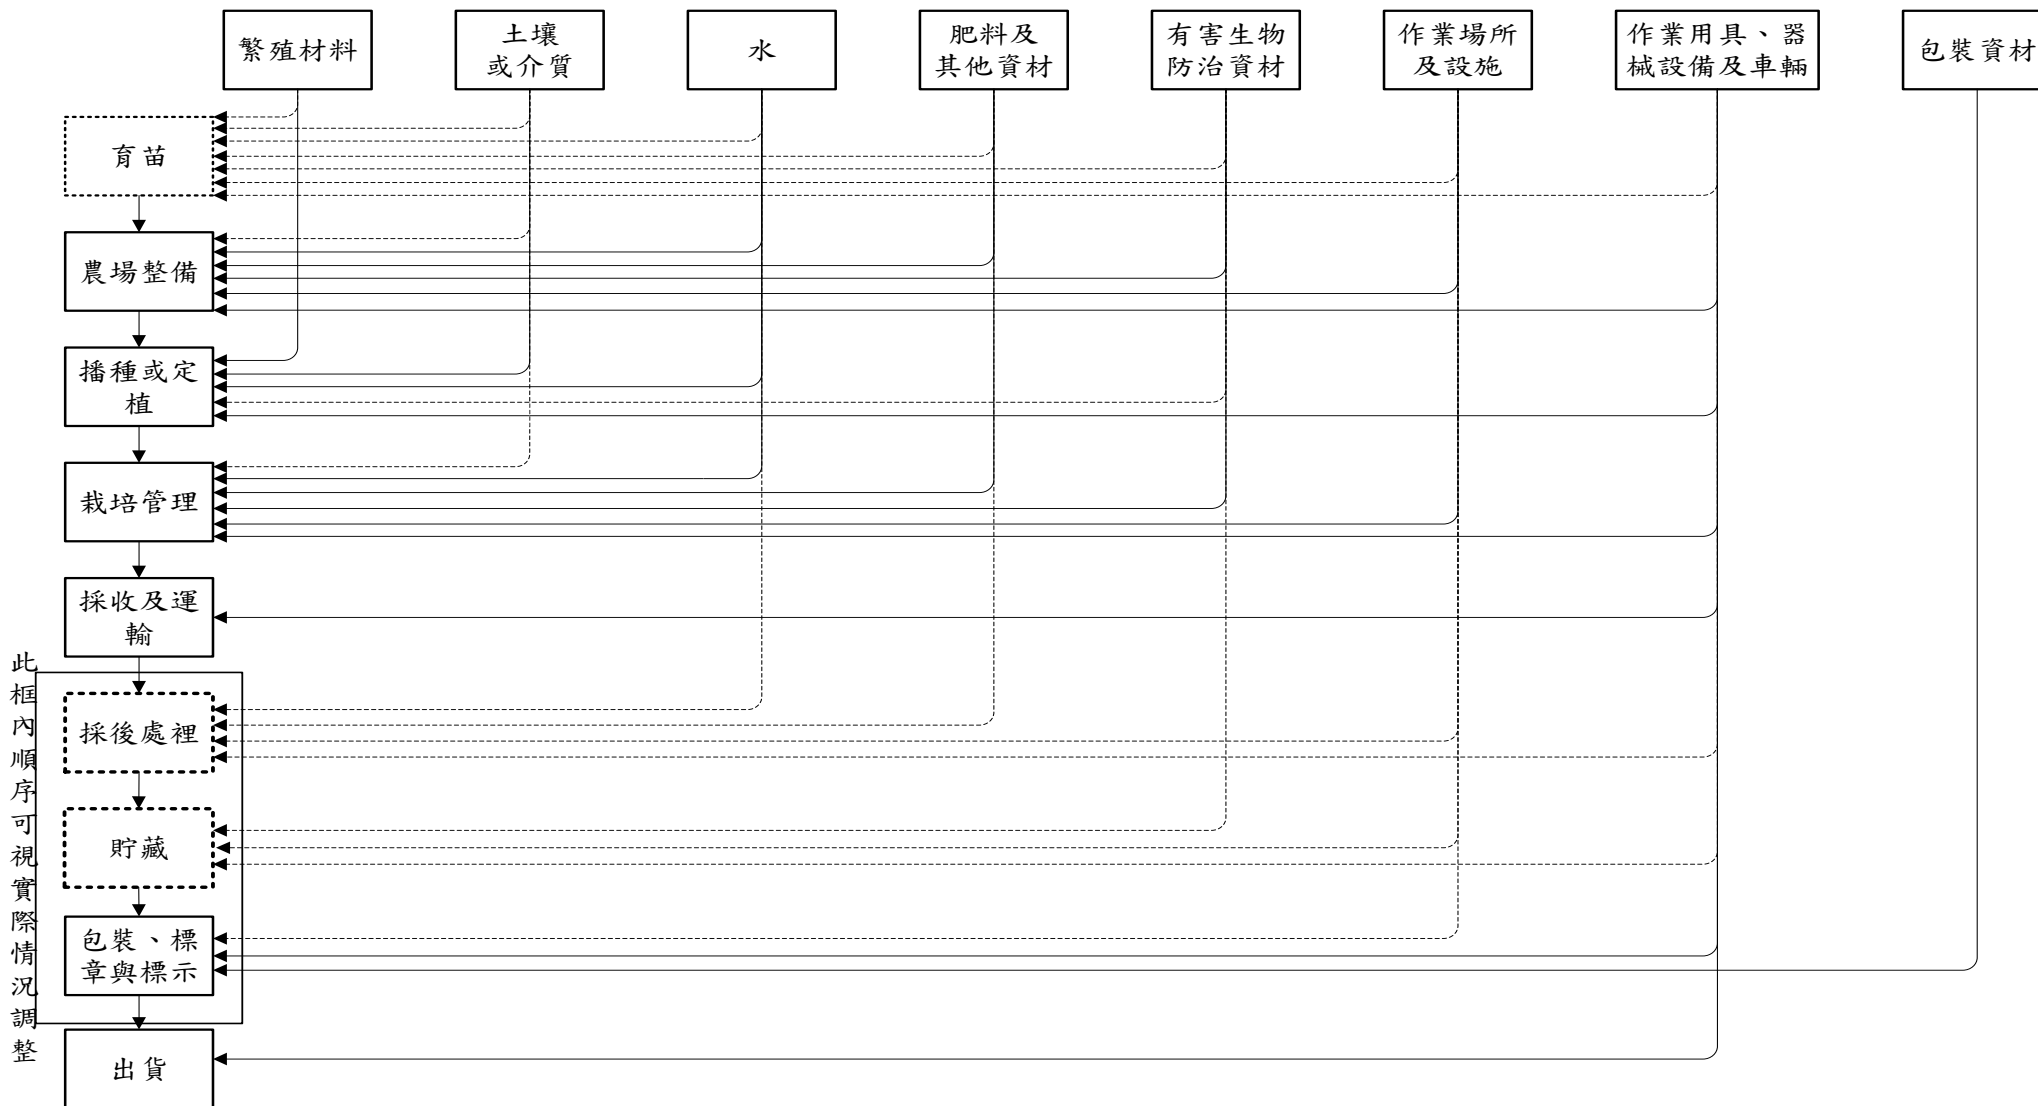 繁殖材料
土壤
或介質
水
肥料及
其他資材
有害生物
防治資材
作業場所
及設施
作業用具、器
械設備及車輛
包裝資材
育苗
農場整備
播種或定
植
栽培管理
採收及運
輸
此框內順序可視實際情況調整
採後處裡
貯藏
包裝、標
章與標示
出貨